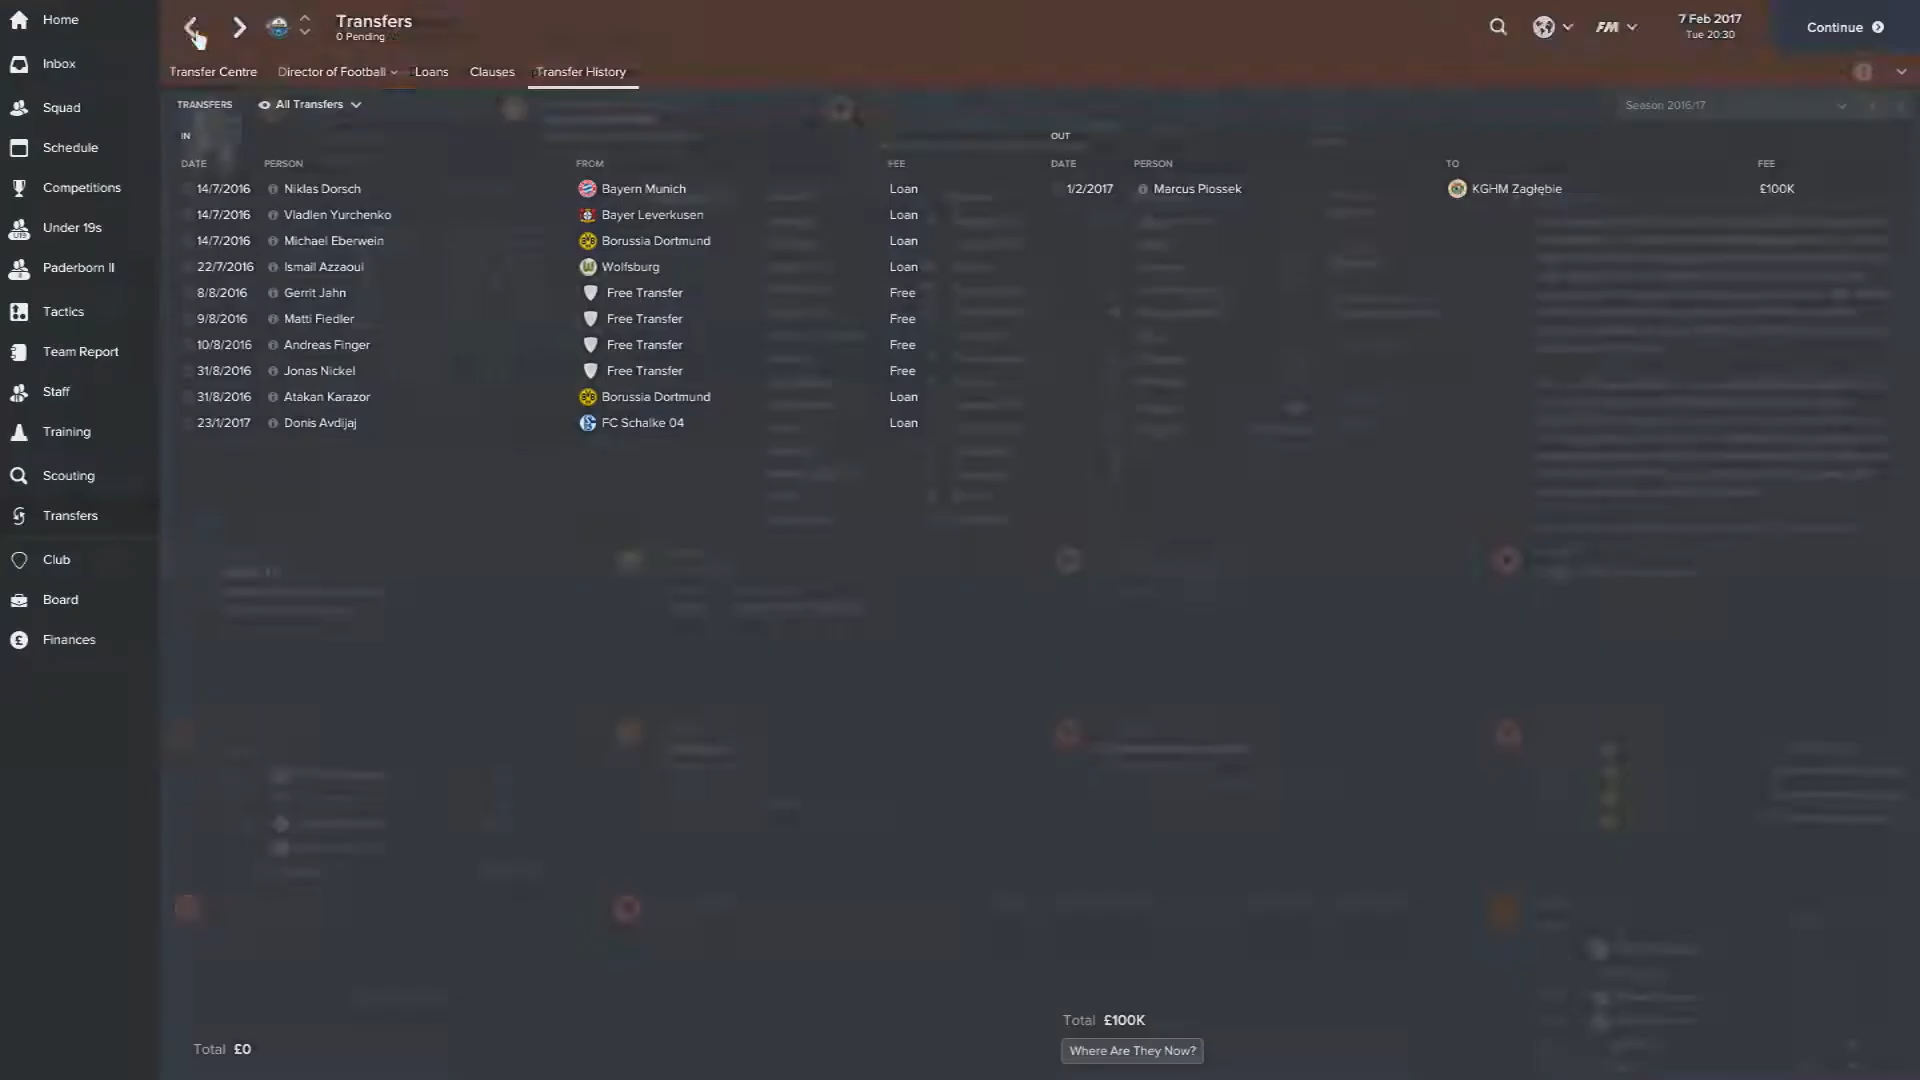 Home
Inbox
Squad
Schedule
Competitions
Under 19s
Paderborn II
Tactics
Team Report
Staff
Training
Scouting
Transfers
Club
Board
Finances
Transfers
0 Pending
FM
7 Feb 2017
Tue 20:30
Continue
Transfer Centre Director of Football Loans Clauses Transfer History
TRANSFERS All Transfers Season 2016/17
IN OUT
DATE PERSON FROM FEE DATE PERSON TO FEE
14/7/2016 Niklas Dorsch Bayern Munich Loan 1/2/2017 Marcus Piossek KGHM Zagłębie £100K
14/7/2016 Vladlen Yurchenko Bayer Leverkusen Loan
14/7/2016 Michael Eberwein Borussia Dortmund Loan
22/7/2016 Ismail Azzaoui Wolfsburg Loan
8/8/2016 Gerrit Jahn Free Transfer Free
9/8/2016 Matti Fiedler Free Transfer Free
10/8/2016 Andreas Finger Free Transfer Free
31/8/2016 Jonas Nickel Free Transfer Free
31/8/2016 Atakan Karazor Borussia Dortmund Loan
23/1/2017 Donis Avdijaj FC Schalke 04 Loan
Total £100K
Total £0
Where Are They Now?